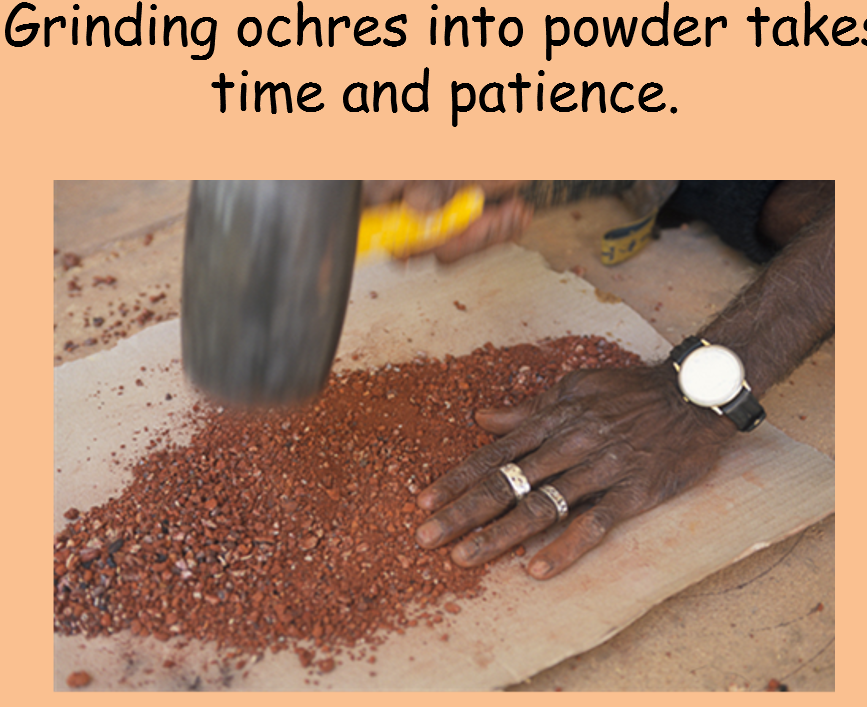 Grinding ochres into powder takes
time and patience.